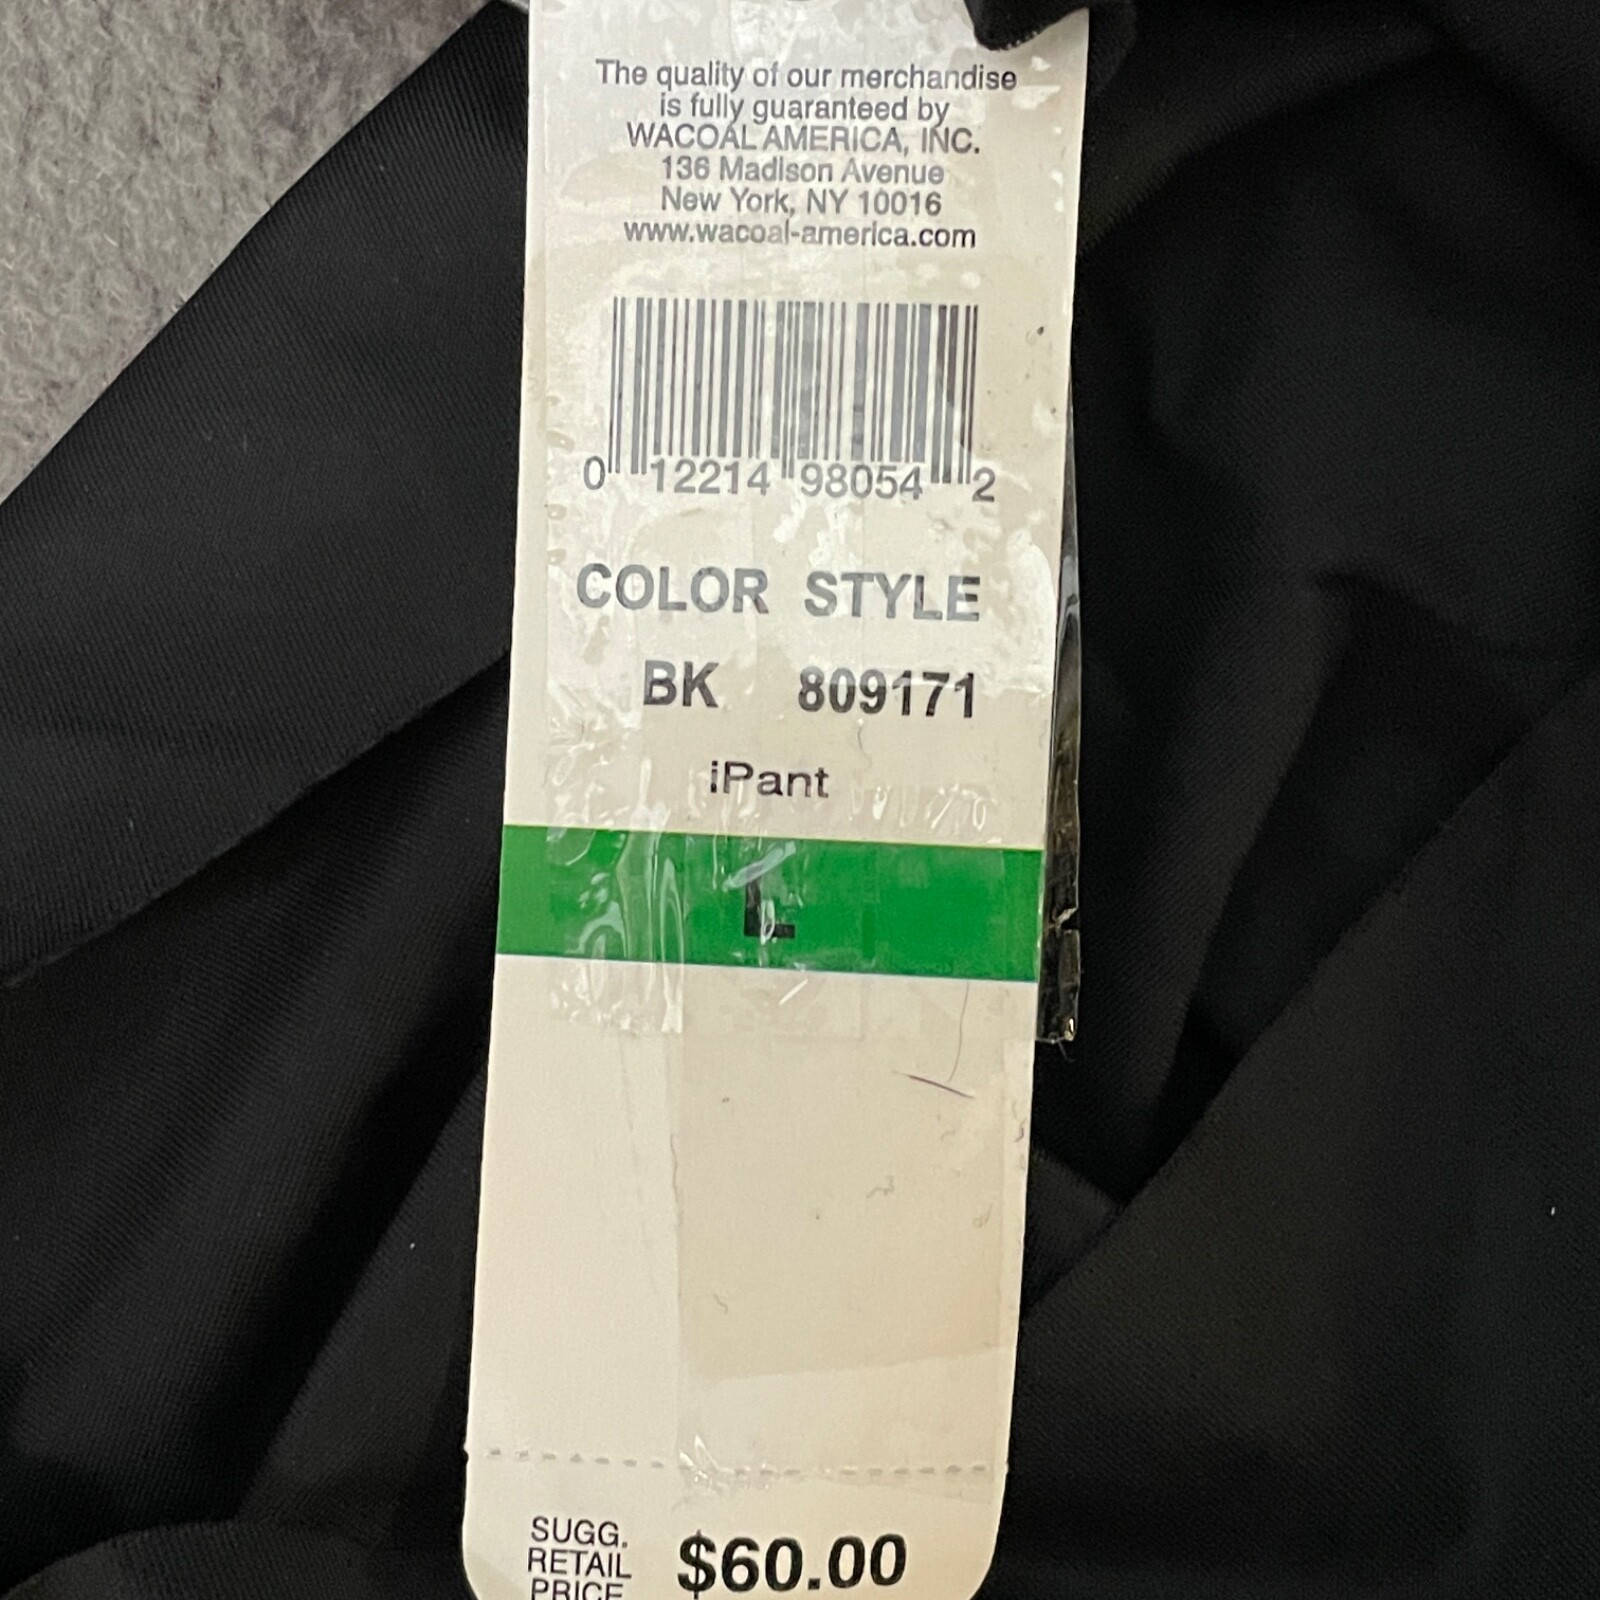 The quality of our merchandise
is fully guaranteed by
WACOAL AMERICA, INC.
136 Madison Avenue
New York, NY 10016
www.wacoal-america.com
0 12214 98054 2
COLOR STYLE
BK 809171
iPant
L
SUGG.
RETAIL
PRICE
$60.00